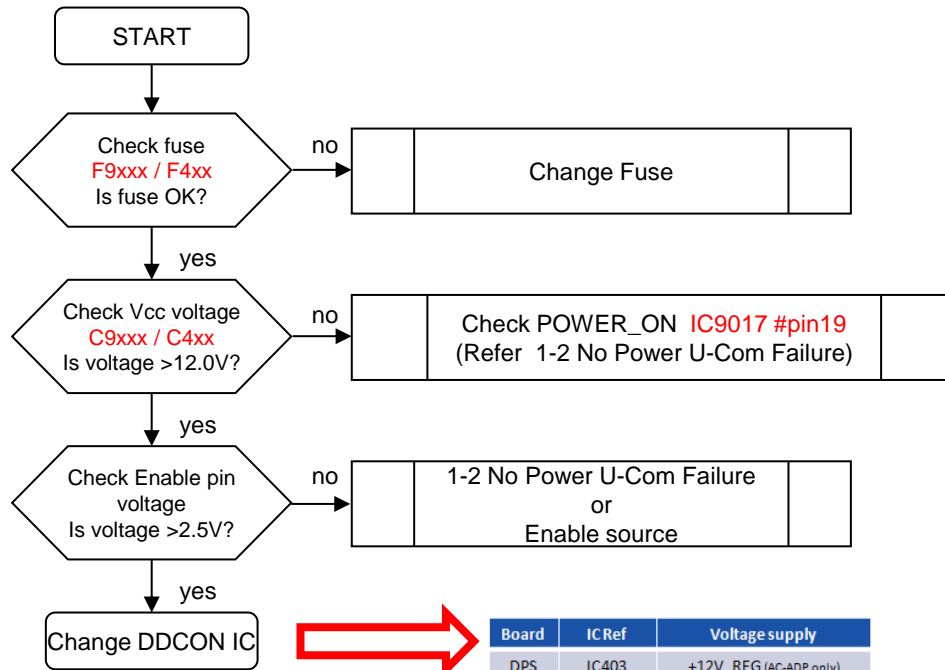 START
Check fuse
F9xxx / F4xx
Is fuse OK?
no
Change Fuse
yes
Check Vcc voltage
C9xxx / C4xx
Is voltage >12.0V?
no
Check POWER_ON IC9017 #pin19
(Refer 1-2 No Power U-Com Failure)
yes
Check Enable pin
voltage
Is voltage >2.5V?
no
1-2 No Power U-Com Failure
or
Enable source
yes
Change DDCON IC
Board IC Ref Voltage supply
DPS IC403 +12V_REG (AC-ADP only)